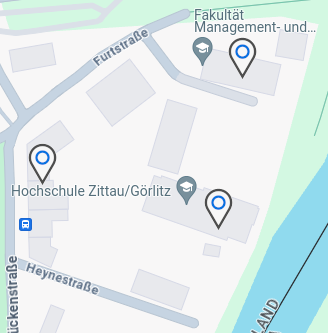 Fakultät
Management- und...
Furtstraße
Hochschule Zittau/Görlitz
Heynestraße
ückenstraße
LAND